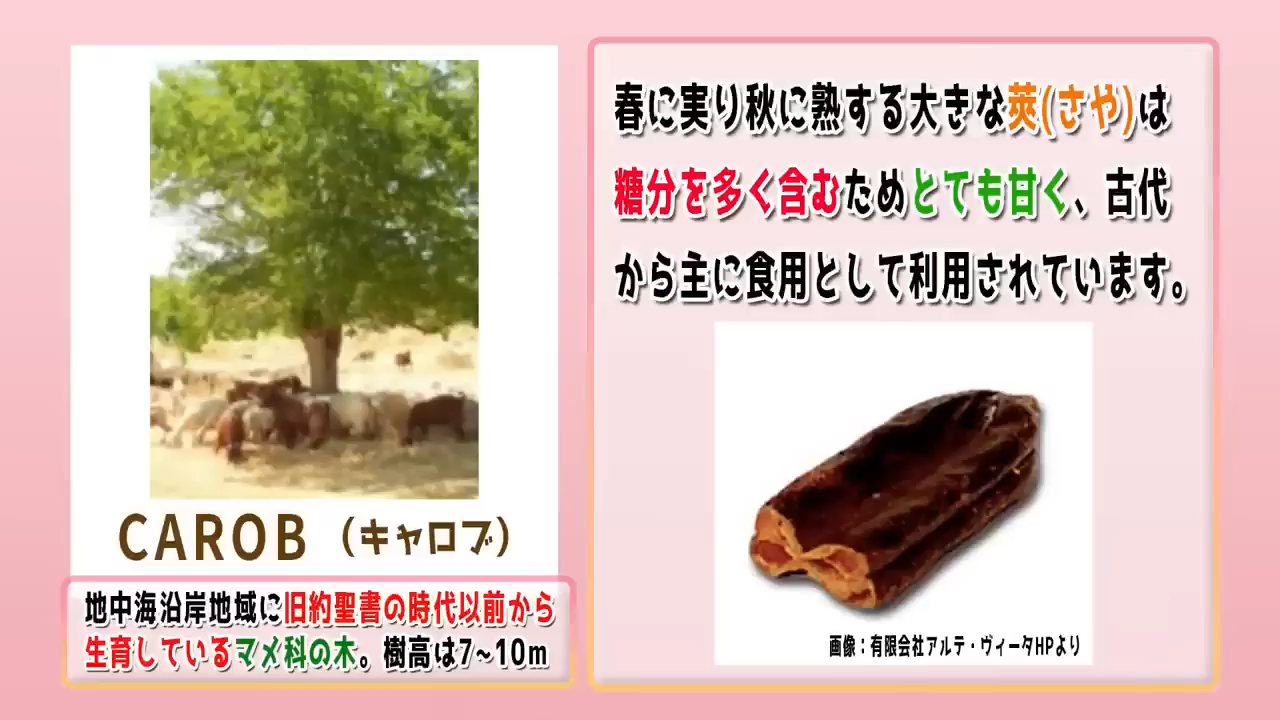 CAROB（キャロブ）
地中海沿岸地域に旧約聖書の時代以前から
生育しているマメ科の木。樹高は7~10m
春に実り秋に熟する大きな莢(さや)は
糖分を多く含むためとても甘く、古代
から主に食用として利用されています。
画像：有限会社アルテ・ヴィータHPより